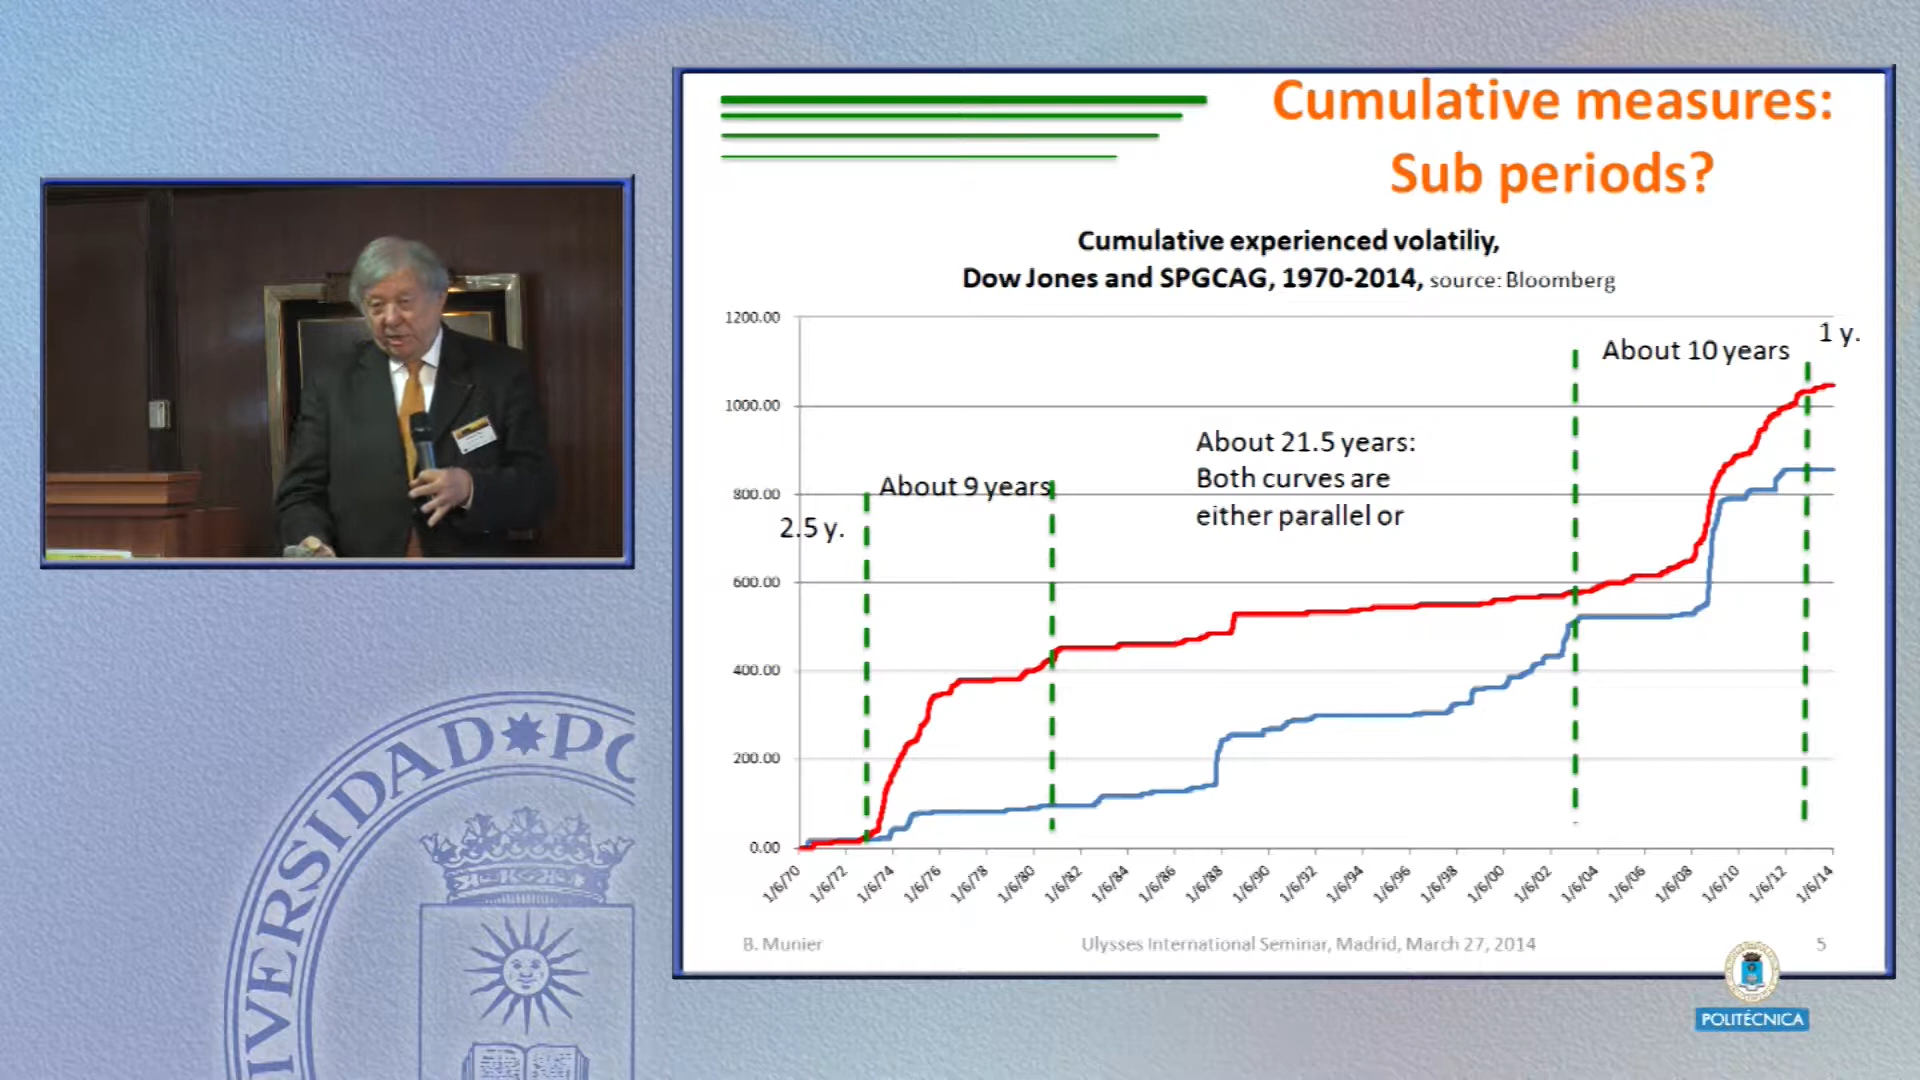 Cumulative measures:
Sub periods?
Cumulative experienced volatiliy,
Dow Jones and SPGCAG, 1970-2014, source: Bloomberg
1200.00
1000.00
800.00
600.00
400.00
200.00
0.00
2.5 y.
About 9 years
About 21.5 years:
Both curves are
either parallel or
About 10 years
1 y.
1/6/70
1/6/72
1/6/74
1/6/76
1/6/78
1/6/80
1/6/82
1/6/84
1/6/86
1/6/88
1/6/90
1/6/92
1/6/94
1/6/96
1/6/98
1/6/00
1/6/02
1/6/04
1/6/06
1/6/08
1/6/10
1/6/12
1/6/14
B. Munier
Ulysses International Seminar, Madrid, March 27, 2014
5
POLITÉCNICA
IVERSIDAD PO